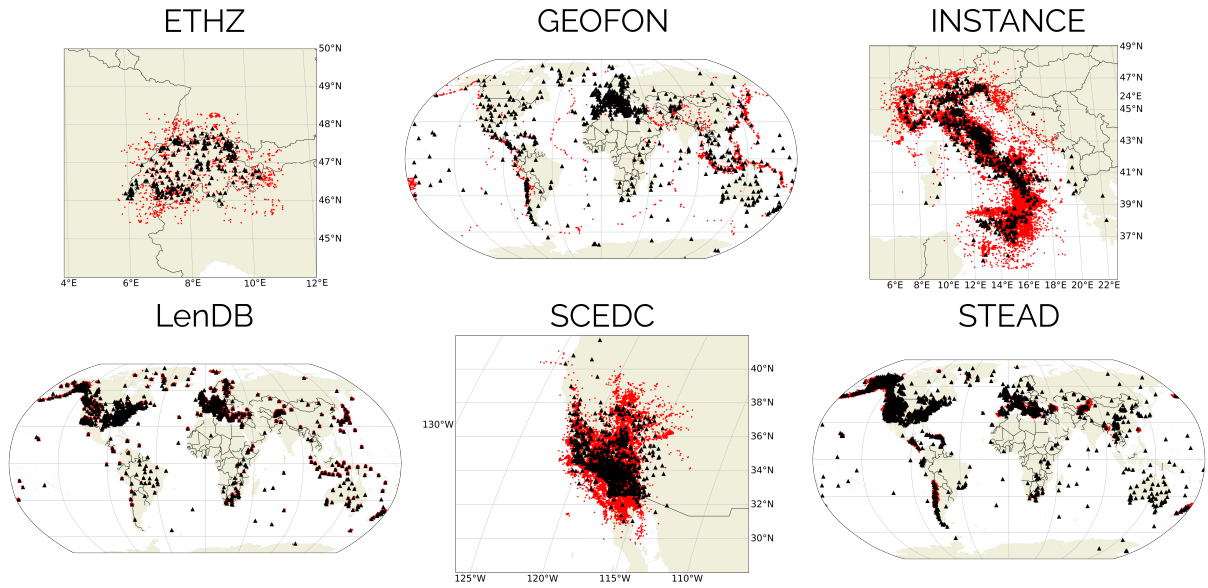 ETHZ
GEOFON
INSTANCE
50°N
49°N
48°N
47°N
46°N
45°N
4°E 6°E 8°E 10°E 12°E
49°N
47°N
24°E
45°N
43°N
41°N
39°N
37°N
6°E 8°E 10°E 12°E 14°E 16°E 18°E 20°E 22°E
LenDB
SCEDC
STEAD
40°N
38°N
130°W
36°N
34°N
32°N
30°N
125°W 120°W 115°W 110°W